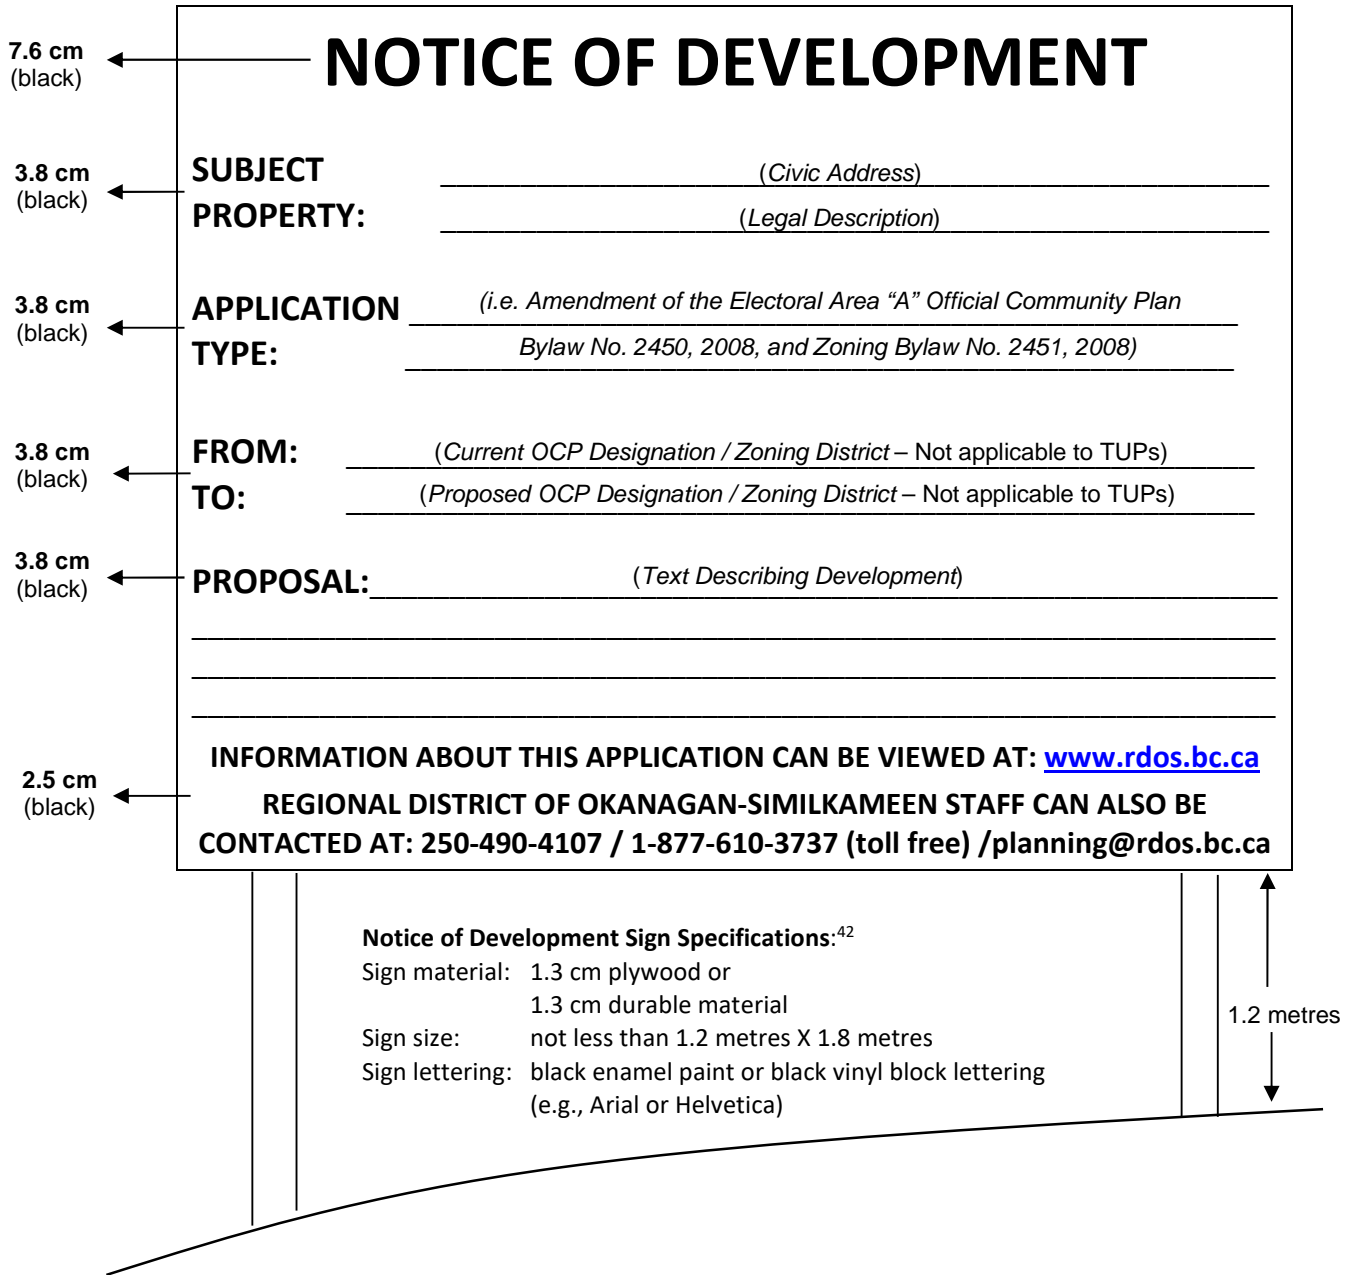 NOTICE OF DEVELOPMENT
7.6 cm
(black)
3.8 cm
(black)
SUBJECT
PROPERTY:
(Civic Address)
(Legal Description)
3.8 cm
(black)
APPLICATION
TYPE:
(i.e. Amendment of the Electoral Area “A” Official Community Plan
Bylaw No. 2450, 2008, and Zoning Bylaw No. 2451, 2008)
3.8 cm
(black)
FROM: (Current OCP Designation / Zoning District – Not applicable to TUPs)
TO: (Proposed OCP Designation / Zoning District – Not applicable to TUPs)
3.8 cm
(black)
PROPOSAL: (Text Describing Development)
INFORMATION ABOUT THIS APPLICATION CAN BE VIEWED AT: www.rdos.bc.ca
2.5 cm
(black)
REGIONAL DISTRICT OF OKANAGAN-SIMILKAMEEN STAFF CAN ALSO BE
CONTACTED AT: 250-490-4107 / 1-877-610-3737 (toll free) /planning@rdos.bc.ca
Notice of Development Sign Specifications:42
Sign material: 1.3 cm plywood or
1.3 cm durable material
Sign size: not less than 1.2 metres X 1.8 metres
Sign lettering: black enamel paint or black vinyl block lettering
(e.g., Arial or Helvetica)
1.2 metres